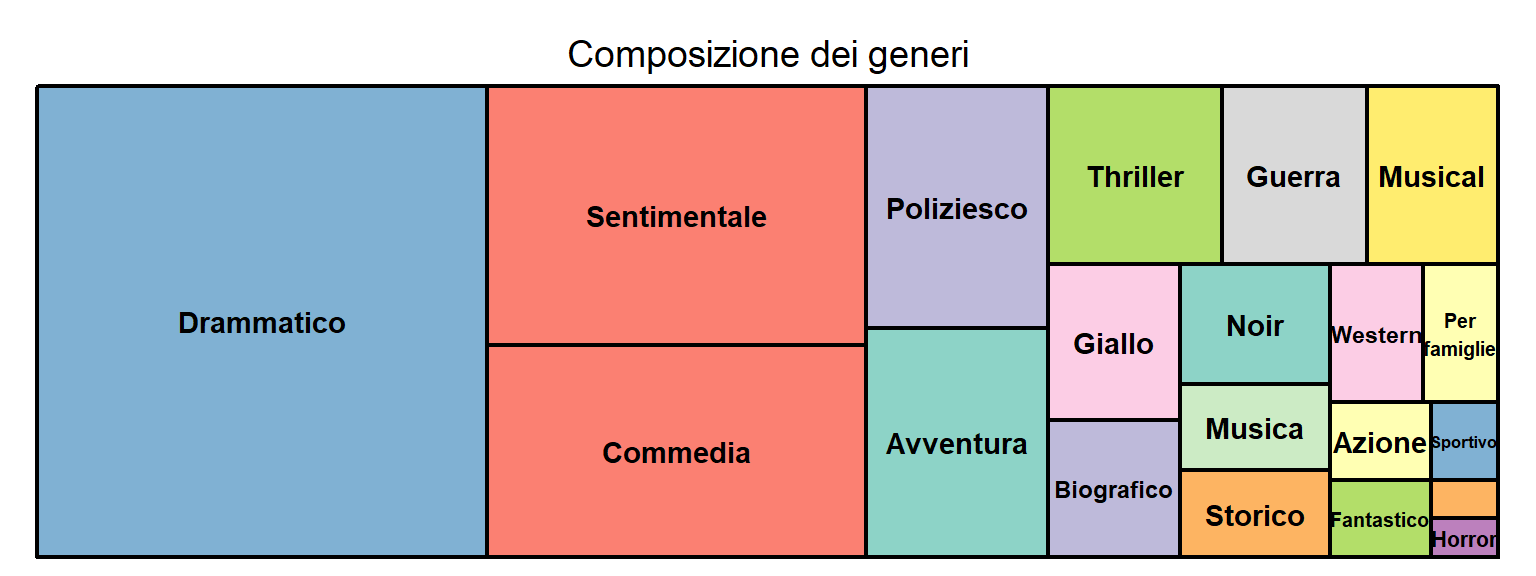 Composizione dei generi
Drammatico
Sentimentale
Commedia
Poliziesco
Avventura
Thriller
Guerra
Musical
Giallo
Biografico
Noir
Musica
Storico
Western
Per
famiglie
Azione
Sportivo
Fantastico
Horror